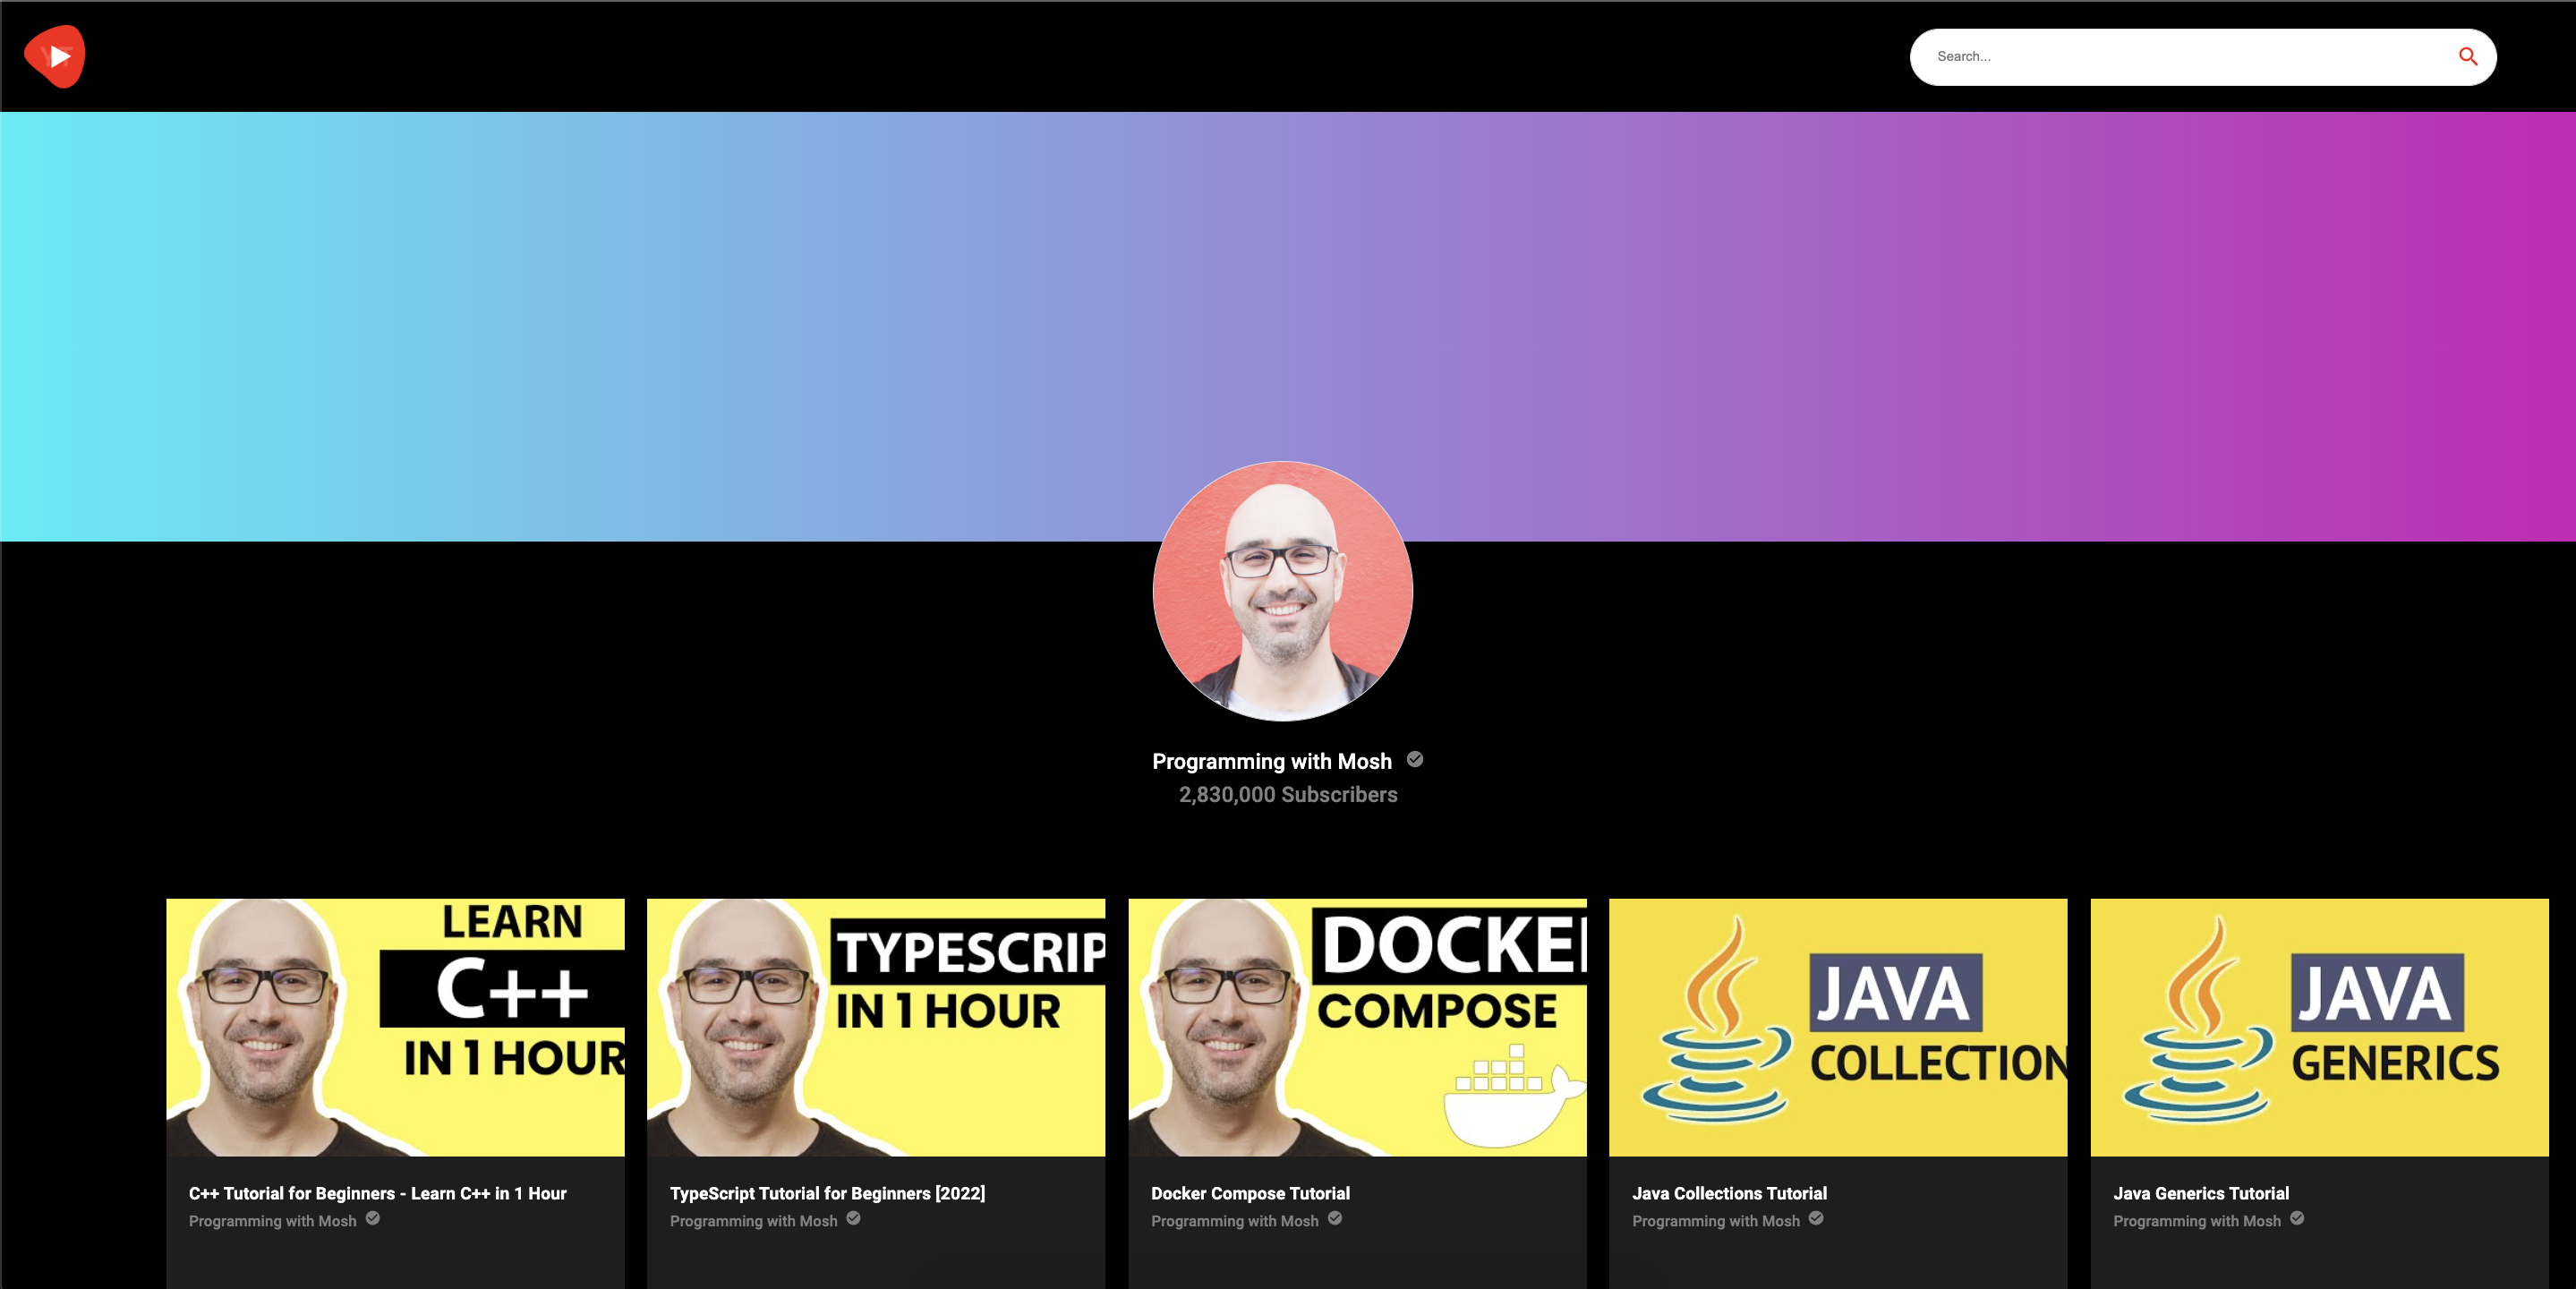 YT
Search...
Programming with Mosh
2,830,000 Subscribers
LEARN
C++
IN 1 HOUR
TYPESCRIP
IN 1 HOUR
DOCKE
COMPOSE
JAVA
COLLECTION
JAVA
GENERICS
C++ Tutorial for Beginners - Learn C++ in 1 Hour
Programming with Mosh
TypeScript Tutorial for Beginners [2022]
Programming with Mosh
Docker Compose Tutorial
Programming with Mosh
Java Collections Tutorial
Programming with Mosh
Java Generics Tutorial
Programming with Mosh